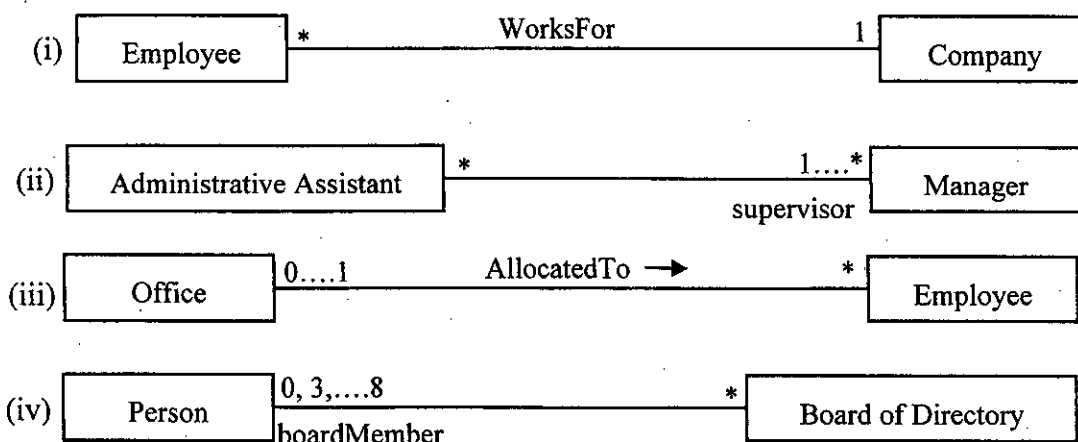 (i) Employee * WorksFor 1 Company
(ii) Administrative Assistant * 1....* Manager
supervisor
(iii) Office 0....1 AllocatedTo → * Employee
(iv) Person 0, 3,....8 * Board of Directory
boardMember